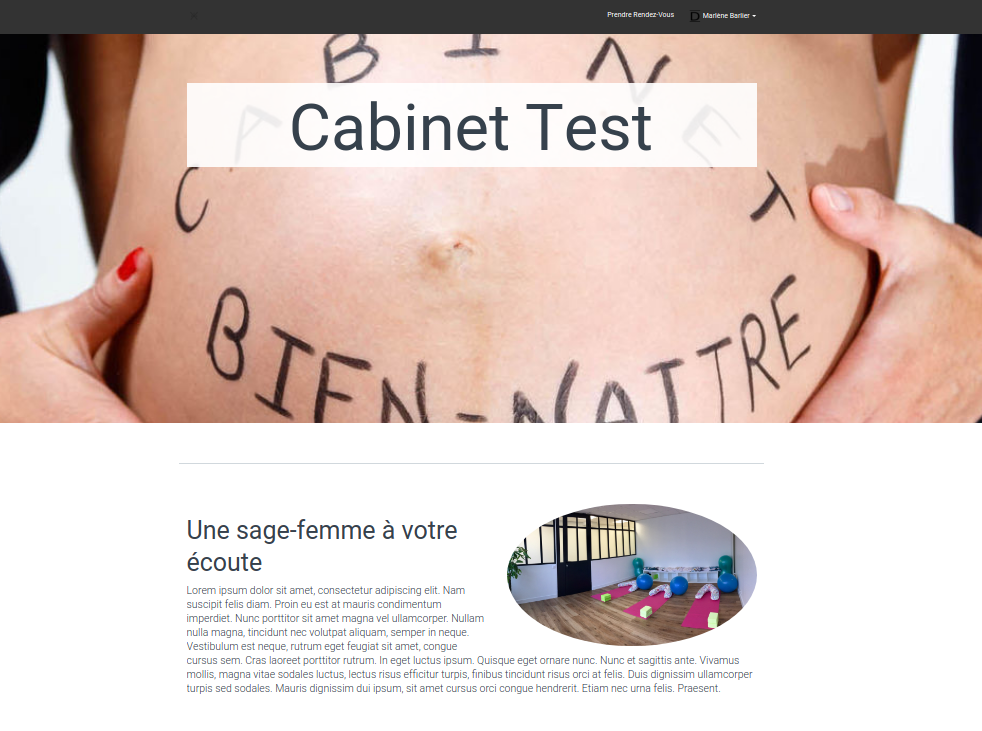 Prendre Rendez-Vous
D Marlène Barlier
CABINET
Cabinet Test
BIEN-NAITRE
Une sage-femme à votre
écoute
Lorem ipsum dolor sit amet, consectetur adipiscing elit. Nam
suscipit felis diam. Proin eu est at mauris condimentum
imperdiet. Nunc porttitor sit amet magna vel ullamcorper. Nullam
nulla magna, tincidunt nec volutpat aliquam, semper in neque.
Vestibulum est neque, rutrum eget feugiat sit amet, congue
cursus sem. Cras laoreet porttitor rutrum. In eget luctus ipsum. Quisque eget ornare nunc. Nunc et sagittis ante. Vivamus
mollis, magna vitae sodales luctus, lectus risus efficitur turpis, finibus tincidunt risus orci at felis. Duis dignissim ullamcorper
turpis sed sodales. Mauris dignissim dui ipsum, sit amet cursus orci congue hendrerit. Etiam nec urna felis. Praesent.